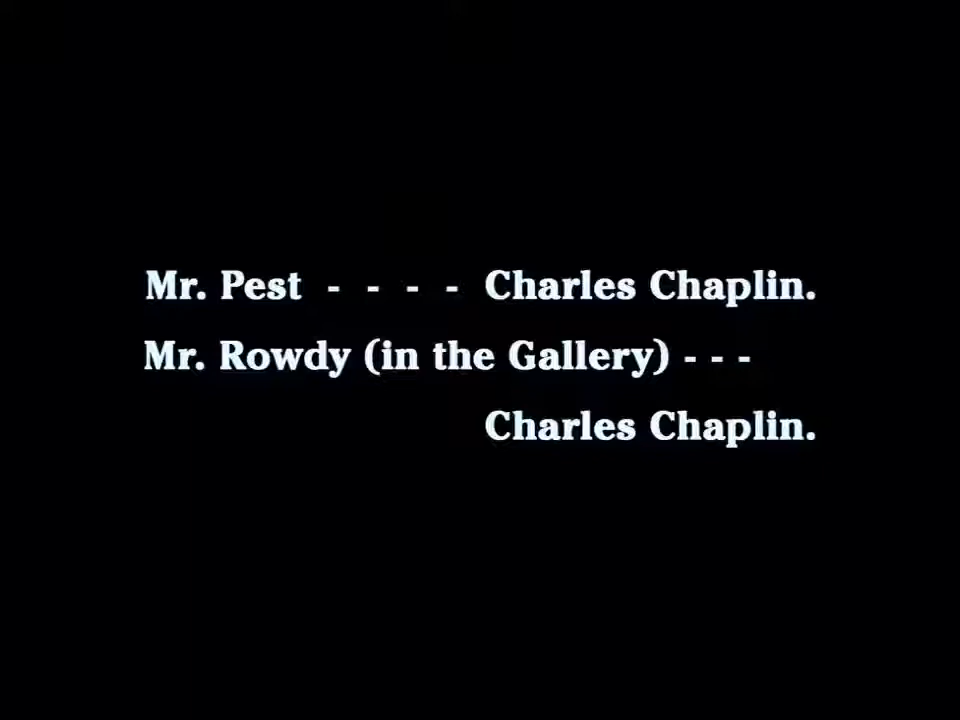 Mr. Pest - - - - Charles Chaplin.
Mr. Rowdy (in the Gallery) - - -
Charles Chaplin.